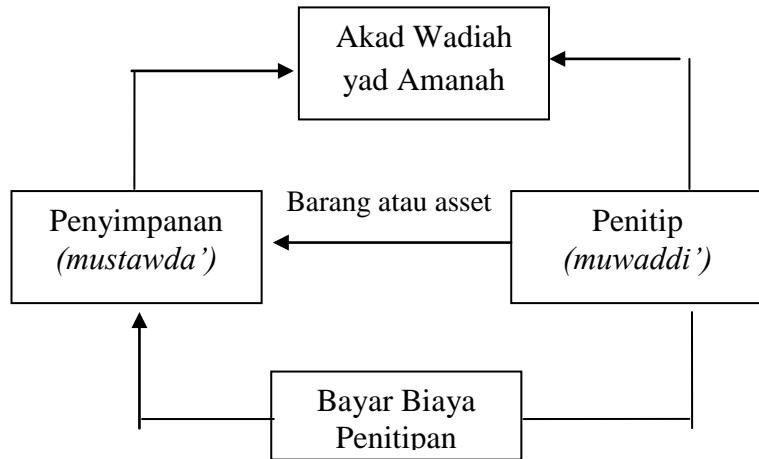 Akad Wadiah
yad Amanah
Penyimpanan
(mustawda’)
Barang atau asset
Penitip
(muwaddi’)
Bayar Biaya
Penitipan